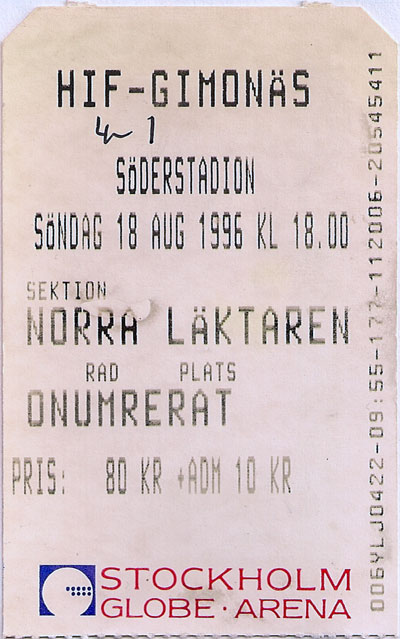 HIF-GIMONÄS
4-1
SÖDERSTADION
SÖNDAG 18 AUG 1996 KL 18.00
SEKTION
NORRA LÄKTAREN
RAD PLATS
ONUMRERAT
PRIS: 80 KR +ADM 10 KR
STOCKHOLM
GLOBE·ARENA
006YLJ0422-09:55-177-112006-20545411